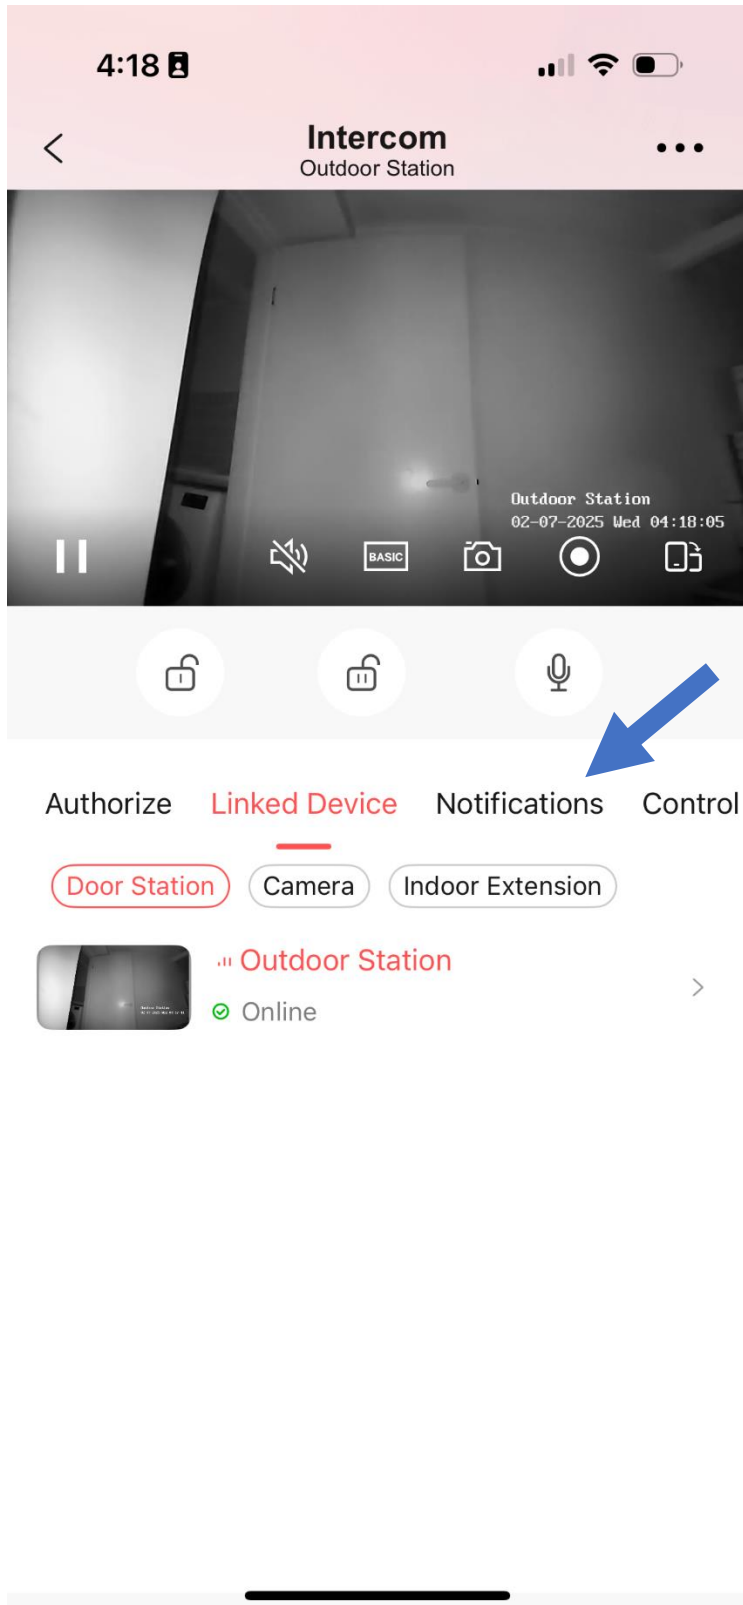 4:18
Intercom
Outdoor Station
Outdoor Station
02-07-2025 Wed 04:18:05
BASIC
Authorize Linked Device Notifications Control
Door Station Camera Indoor Extension
Outdoor Station
Online